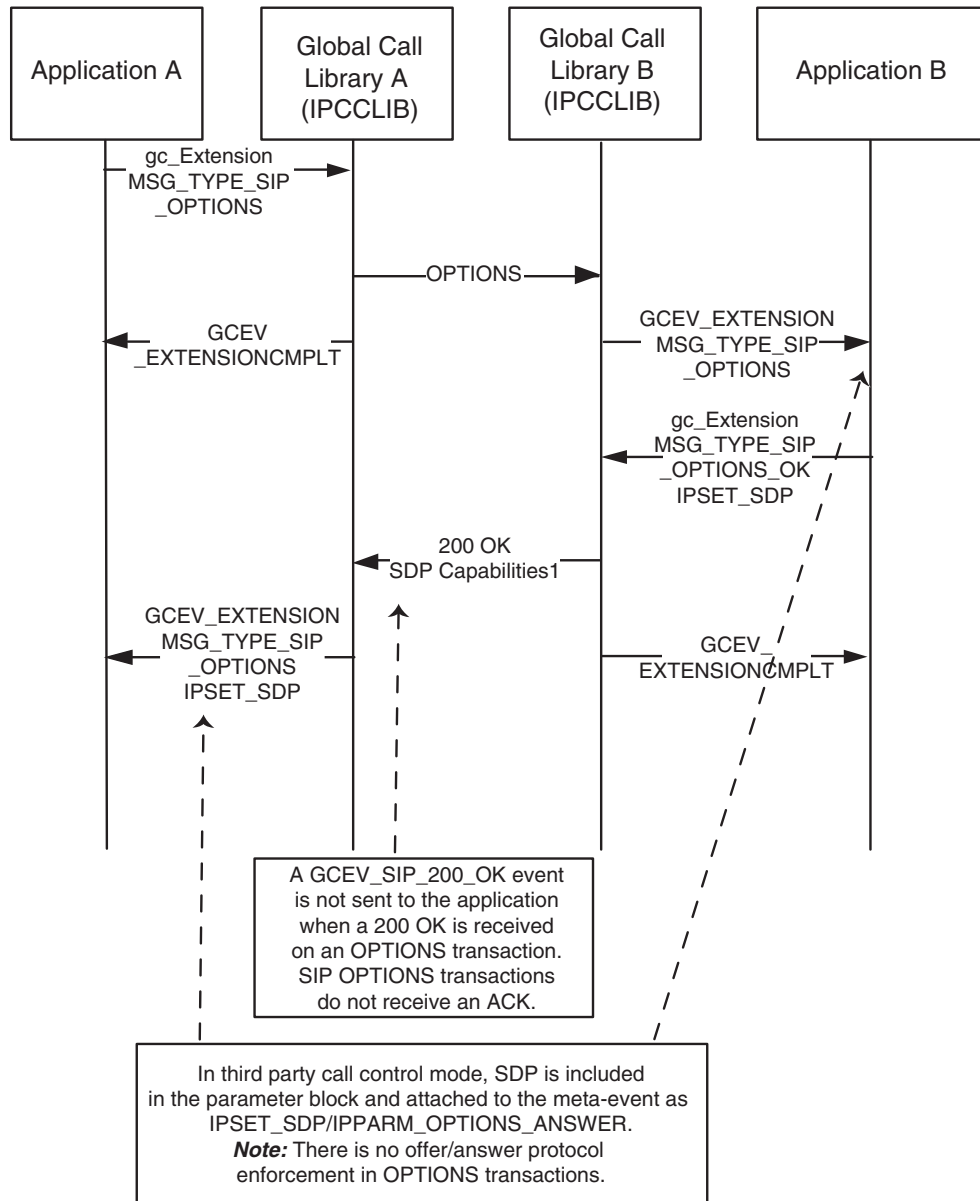 Application A
Global Call
Library A
(IPCCLIB)
Global Call
Library B
(IPCCLIB)
Application B
gc_Extension
MSG_TYPE_SIP
_OPTIONS
OPTIONS
GCEV
_EXTENSIONCMPLT
GCEV_EXTENSION
MSG_TYPE_SIP
_OPTIONS
gc_Extension
MSG_TYPE_SIP
_OPTIONS_OK
IPSET_SDP
200 OK
SDP Capabilities1
GCEV_EXTENSION
MSG_TYPE_SIP
_OPTIONS
IPSET_SDP
GCEV_
EXTENSIONCMPLT
A GCEV_SIP_200_OK event
is not sent to the application
when a 200 OK is received
on an OPTIONS transaction.
SIP OPTIONS transactions
do not receive an ACK.
In third party call control mode, SDP is included
in the parameter block and attached to the meta-event as
IPSET_SDP/IPPARM_OPTIONS_ANSWER.
Note: There is no offer/answer protocol
enforcement in OPTIONS transactions.